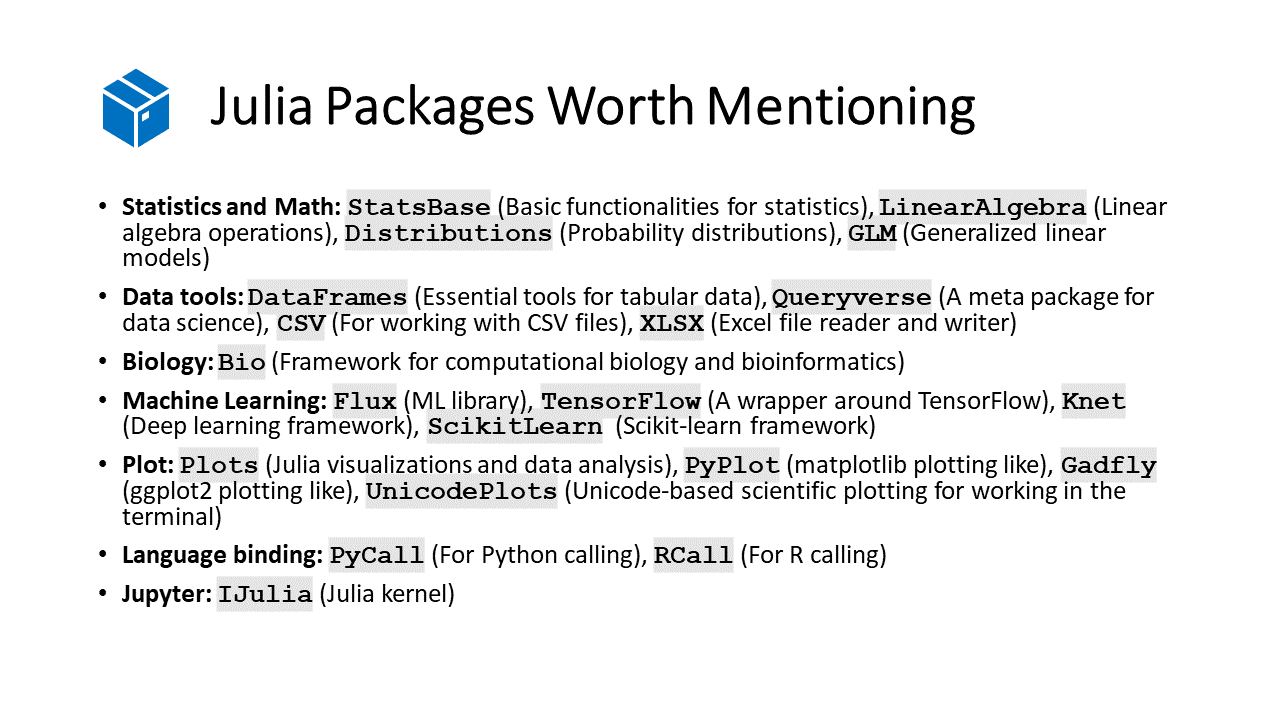 Julia Packages Worth Mentioning
• Statistics and Math: StatsBase (Basic functionalities for statistics), LinearAlgebra (Linear
algebra operations), Distributions (Probability distributions), GLM (Generalized linear
models)
• Data tools: DataFrames (Essential tools for tabular data), Queryverse (A meta package for
data science), CSV (For working with CSV files), XLSX (Excel file reader and writer)
• Biology: Bio (Framework for computational biology and bioinformatics)
• Machine Learning: Flux (ML library), TensorFlow (A wrapper around TensorFlow), Knet
(Deep learning framework), ScikitLearn (Scikit-learn framework)
• Plot: Plots (Julia visualizations and data analysis), PyPlot (matplotlib plotting like), Gadfly
(ggplot2 plotting like), UnicodePlots (Unicode-based scientific plotting for working in the
terminal)
• Language binding: PyCall (For Python calling), RCall (For R calling)
• Jupyter: IJulia (Julia kernel)